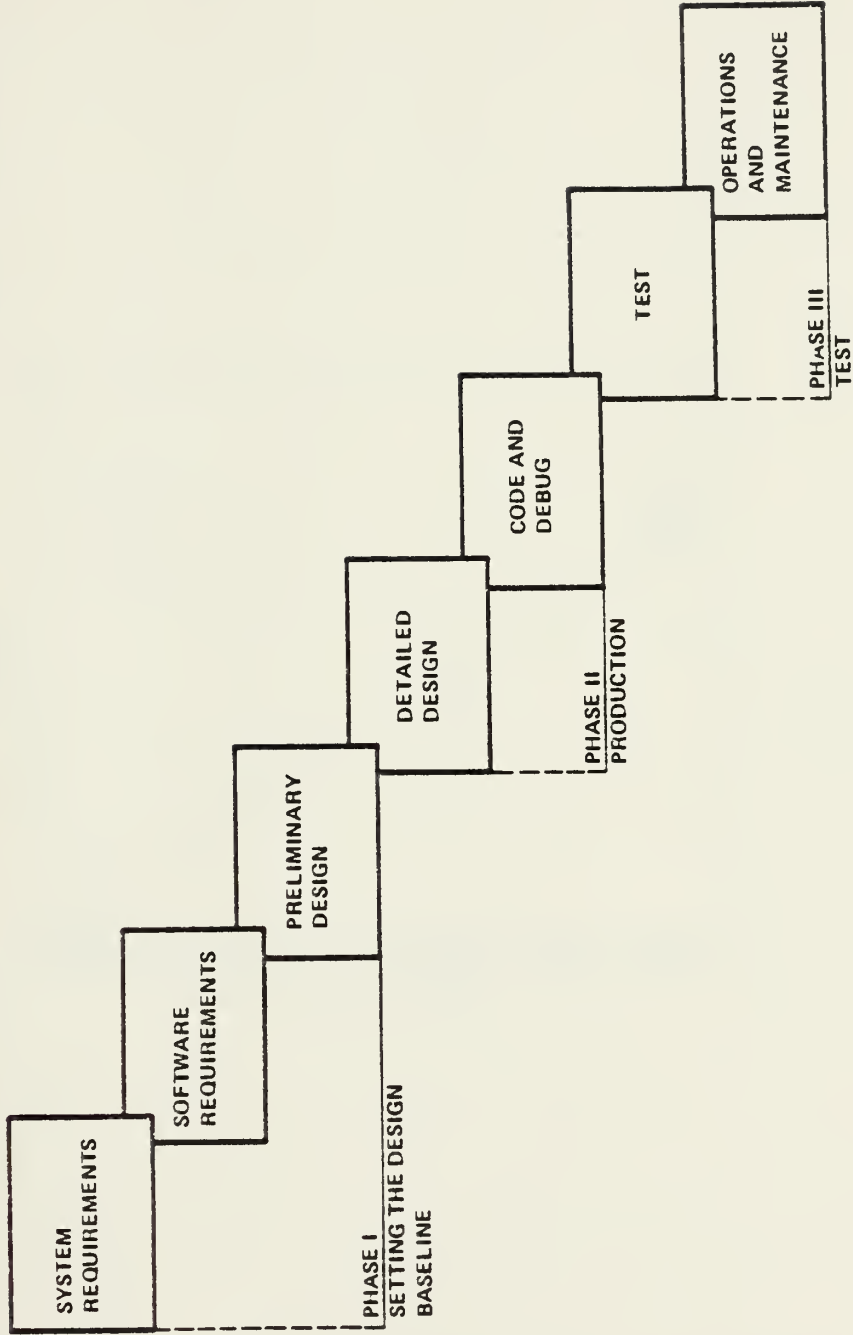 SYSTEM
REQUIREMENTS
SOFTWARE
REQUIREMENTS
PRELIMINARY
DESIGN
DETAILED
DESIGN
CODE AND
DEBUG
TEST
OPERATIONS
AND
MAINTENANCE
PHASE I
SETTING THE DESIGN
BASELINE
PHASE II
PRODUCTION
PHASE III
TEST